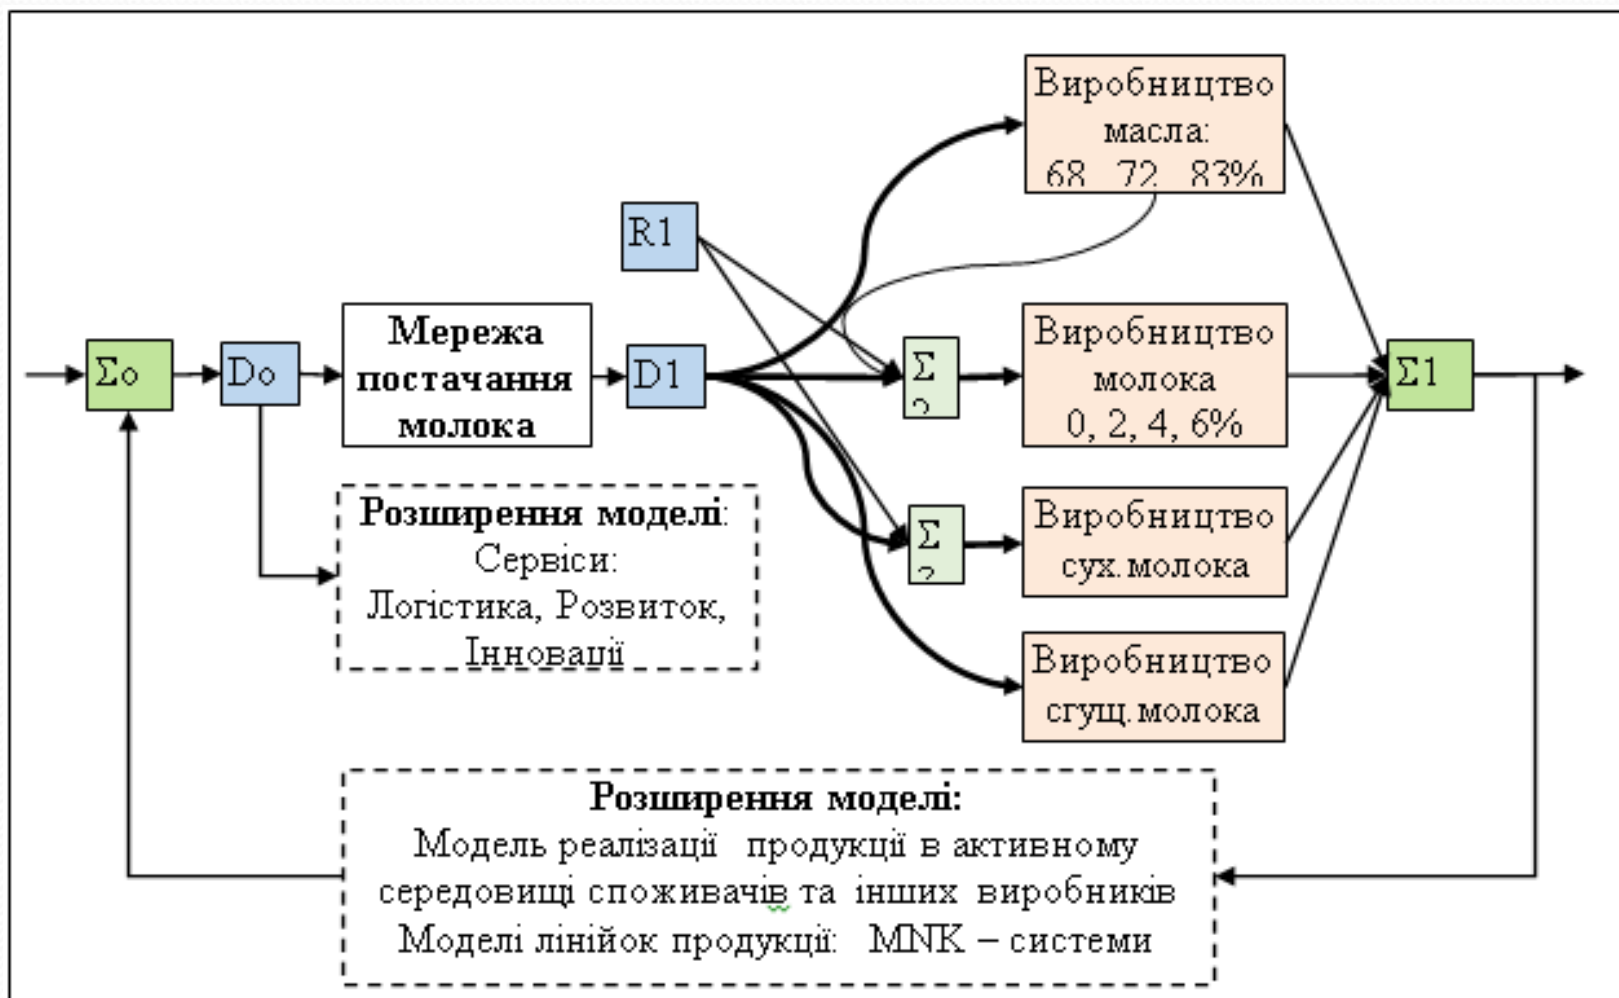 Виробництво
масла:
68 72 83%
R1
Σo
Do
Мережа
постачання
молока
D1
Σ
Виробництво
молока
0, 2, 4, 6%
Σ1
Розширення моделі:
Сервіси:
Логістика, Розвиток,
Інновації
Σ
Виробництво
сух.молока
Виробництво
сгущ.молока
Розширення моделі:
Модель реалізації продукції в активному
середовищі споживачів та інших виробників
Моделі лінійок продукції: MNK – системи